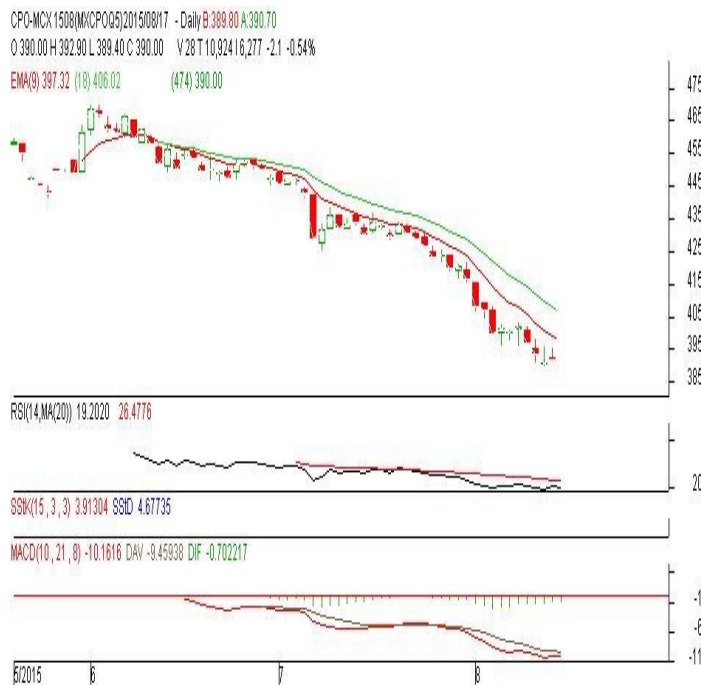 CPO-MCX 1508(MXCPOQ5)2015/08/17 - Daily B:389.80 A:390.70
O 390.00 H 392.90 L 389.40 C 390.00 V 28 T 10,924 I 6,277 -2.1 -0.54%
EMA(9) 397.32 (18) 406.02 (474) 390.00
475
465
455
445
435
425
415
405
395
385
RSI(14,MA(20)) 19.2020 26.4776
20
SStK(15 , 3 , 3) 3.91304 SStD 4.67735
MACD(10 , 21 , 8) -10.1616 DAV -9.45938 DIF -0.702217
-1
-6
-11
5/2015 6 7 8